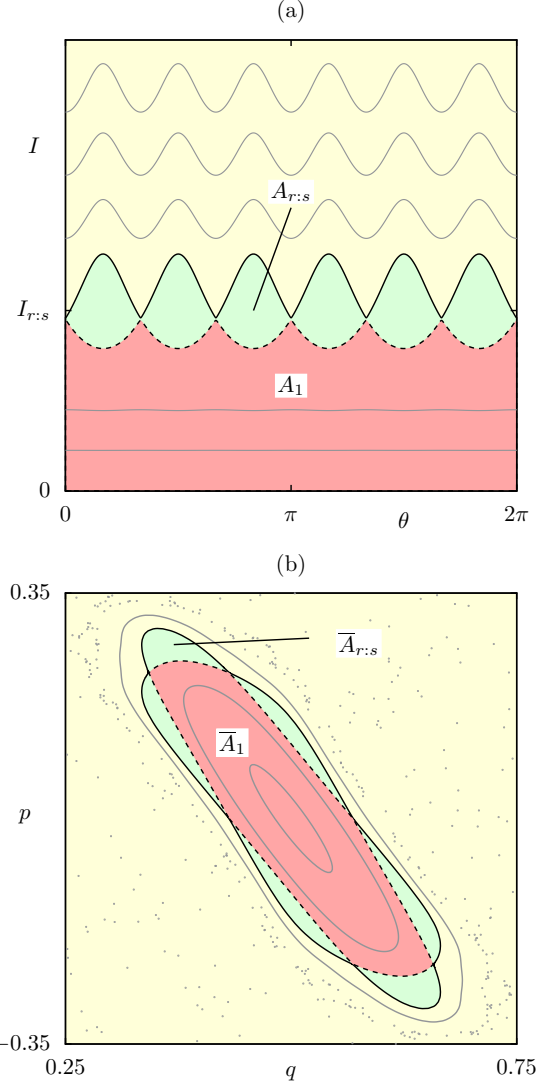 (a)
I
A_{r:s}
I_{r:s}
A_1
0
0 π θ 2π
(b)
0.35
\overline{A}_{r:s}
\overline{A}_1
p
−0.35
0.25 q 0.75